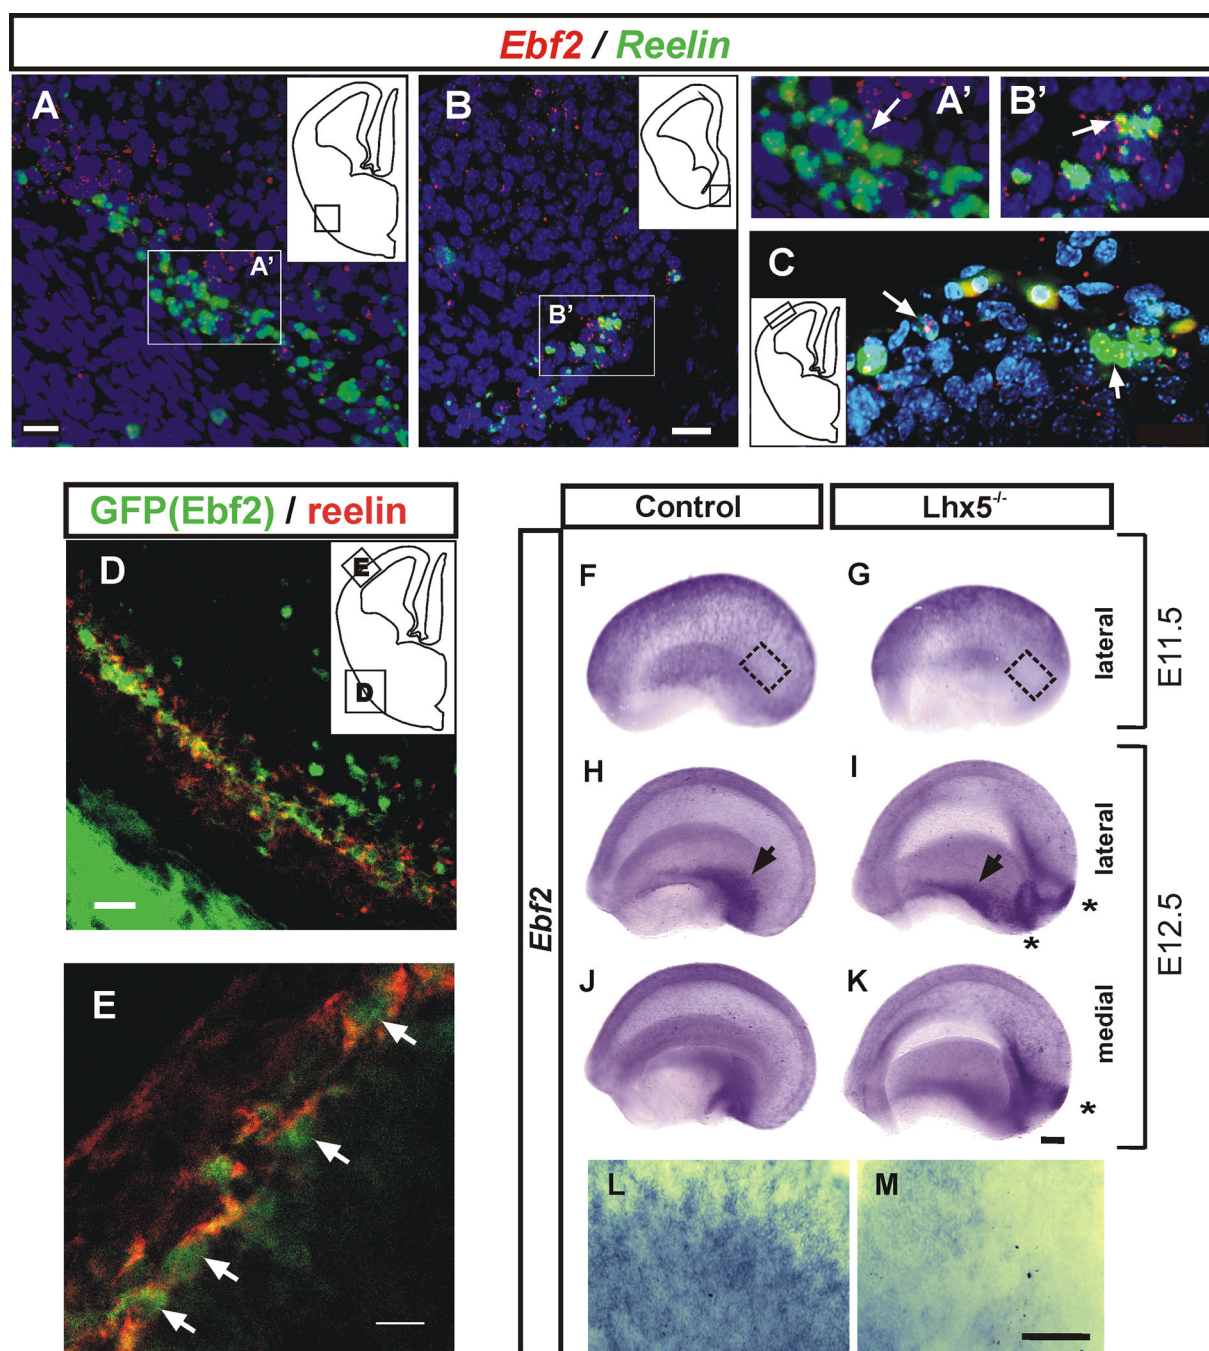 Ebf2 / Reelin
A
A'
B
B'
A'
B'
C
GFP(Ebf2) / reelin
D
E
D
E
Control
Lhx5-/-
Ebf2
F
G
lateral
E11.5
H
I
lateral
*
*
E12.5
J
K
medial
*
L
M